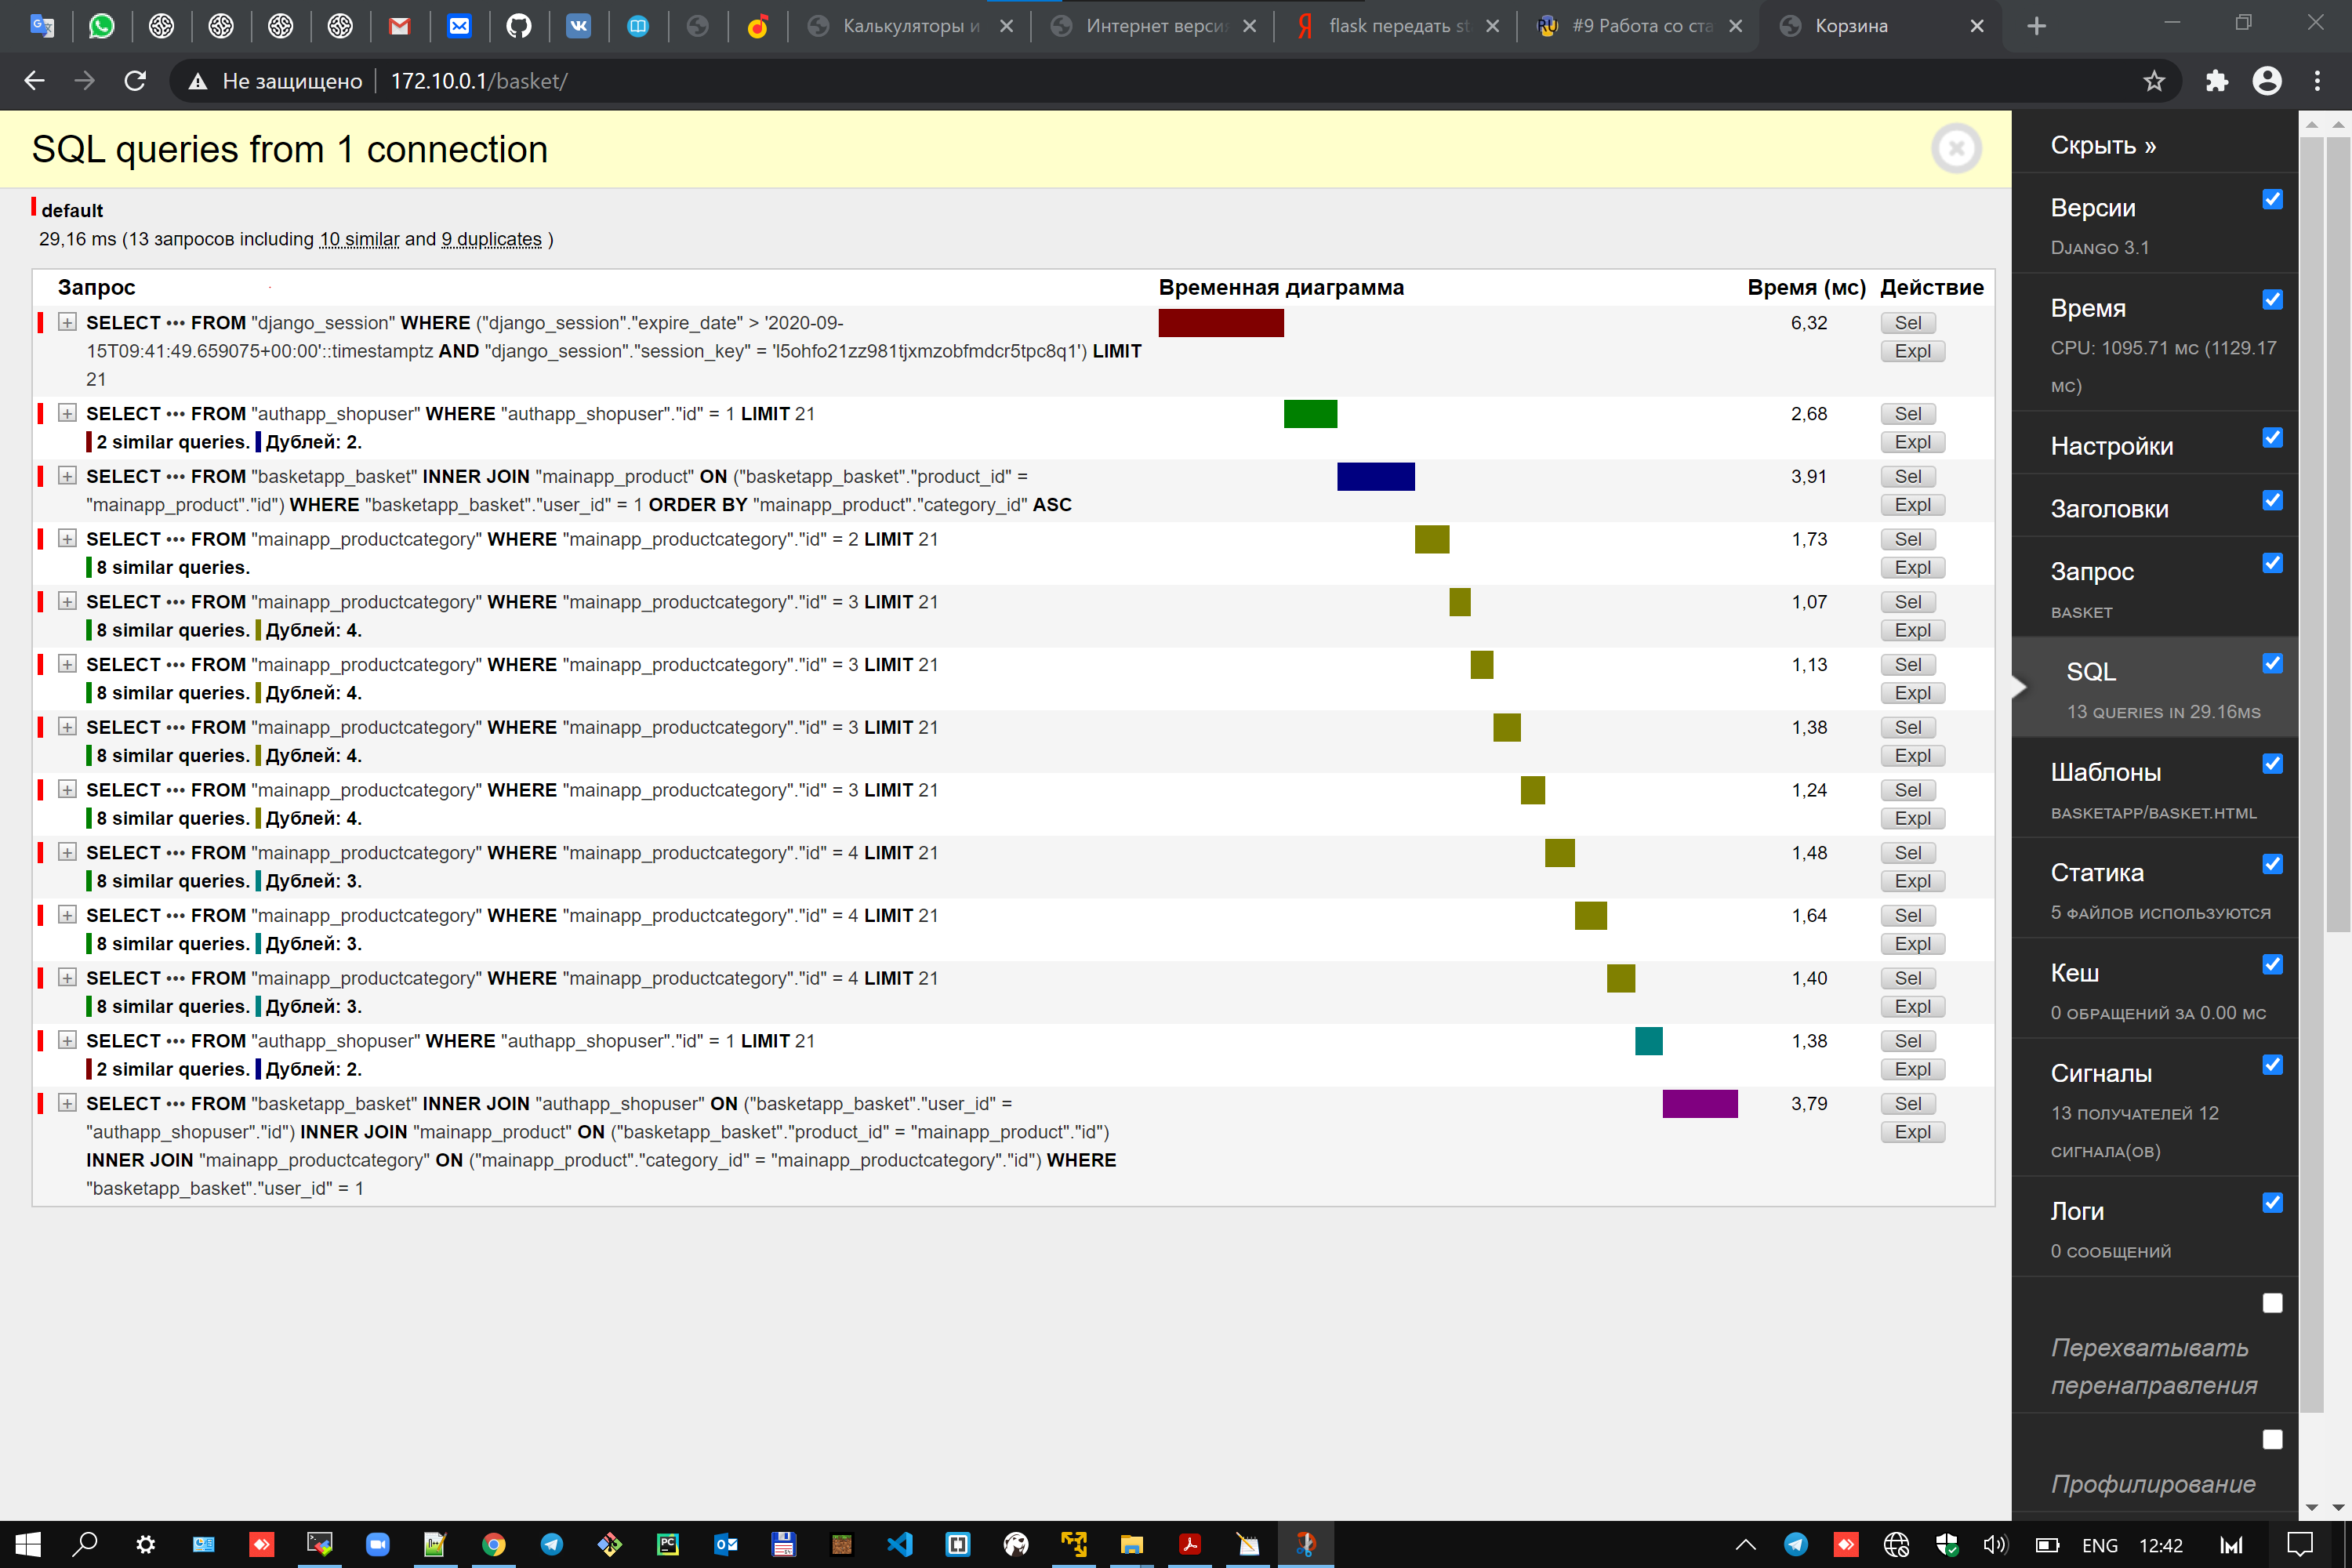 Калькуляторы и
Интернет верси
flask передать st
#9 Работа со ста
Корзина
Не защищено
172.10.0.1/basket/
SQL queries from 1 connection
default
29,16 ms (13 запросов including 10 similar and 9 duplicates )
Запрос Временная диаграмма Время (мс) Действие
SELECT ••• FROM "django_session" WHERE ("django_session"."expire_date" > '2020-09-
15T09:41:49.659075+00:00'::timestamptz AND "django_session"."session_key" = 'l5ohfo21zz981tjxmzobfmdcr5tpc8q1') LIMIT
21
6,32
Sel
Expl
SELECT ••• FROM "authapp_shopuser" WHERE "authapp_shopuser"."id" = 1 LIMIT 21
2 similar queries. Дублей: 2.
2,68
Sel
Expl
SELECT ••• FROM "basketapp_basket" INNER JOIN "mainapp_product" ON ("basketapp_basket"."product_id" =
"mainapp_product"."id") WHERE "basketapp_basket"."user_id" = 1 ORDER BY "mainapp_product"."category_id" ASC
3,91
Sel
Expl
SELECT ••• FROM "mainapp_productcategory" WHERE "mainapp_productcategory"."id" = 2 LIMIT 21
8 similar queries.
1,73
Sel
Expl
SELECT ••• FROM "mainapp_productcategory" WHERE "mainapp_productcategory"."id" = 3 LIMIT 21
8 similar queries. Дублей: 4.
1,07
Sel
Expl
SELECT ••• FROM "mainapp_productcategory" WHERE "mainapp_productcategory"."id" = 3 LIMIT 21
8 similar queries. Дублей: 4.
1,13
Sel
Expl
SELECT ••• FROM "mainapp_productcategory" WHERE "mainapp_productcategory"."id" = 3 LIMIT 21
8 similar queries. Дублей: 4.
1,38
Sel
Expl
SELECT ••• FROM "mainapp_productcategory" WHERE "mainapp_productcategory"."id" = 3 LIMIT 21
8 similar queries. Дублей: 4.
1,24
Sel
Expl
SELECT ••• FROM "mainapp_productcategory" WHERE "mainapp_productcategory"."id" = 4 LIMIT 21
8 similar queries. Дублей: 3.
1,48
Sel
Expl
SELECT ••• FROM "mainapp_productcategory" WHERE "mainapp_productcategory"."id" = 4 LIMIT 21
8 similar queries. Дублей: 3.
1,64
Sel
Expl
SELECT ••• FROM "mainapp_productcategory" WHERE "mainapp_productcategory"."id" = 4 LIMIT 21
8 similar queries. Дублей: 3.
1,40
Sel
Expl
SELECT ••• FROM "authapp_shopuser" WHERE "authapp_shopuser"."id" = 1 LIMIT 21
2 similar queries. Дублей: 2.
1,38
Sel
Expl
SELECT ••• FROM "basketapp_basket" INNER JOIN "authapp_shopuser" ON ("basketapp_basket"."user_id" =
"authapp_shopuser"."id") INNER JOIN "mainapp_product" ON ("basketapp_basket"."product_id" = "mainapp_product"."id")
INNER JOIN "mainapp_productcategory" ON ("mainapp_product"."category_id" = "mainapp_productcategory"."id") WHERE
"basketapp_basket"."user_id" = 1
3,79
Sel
Expl
Скрыть »
Версии
Django 3.1
Время
CPU: 1095.71 мс (1129.17
мс)
Настройки
Заголовки
Запрос
basket
SQL
13 queries in 29.16ms
Шаблоны
basketapp/basket.html
Статика
5 файлов используются
Кеш
0 обращений за 0.00 мс
Сигналы
13 получателей 12
сигнала(ов)
Логи
0 сообщений
Перехватывать
перенаправления
Профилирование
ENG
12:42